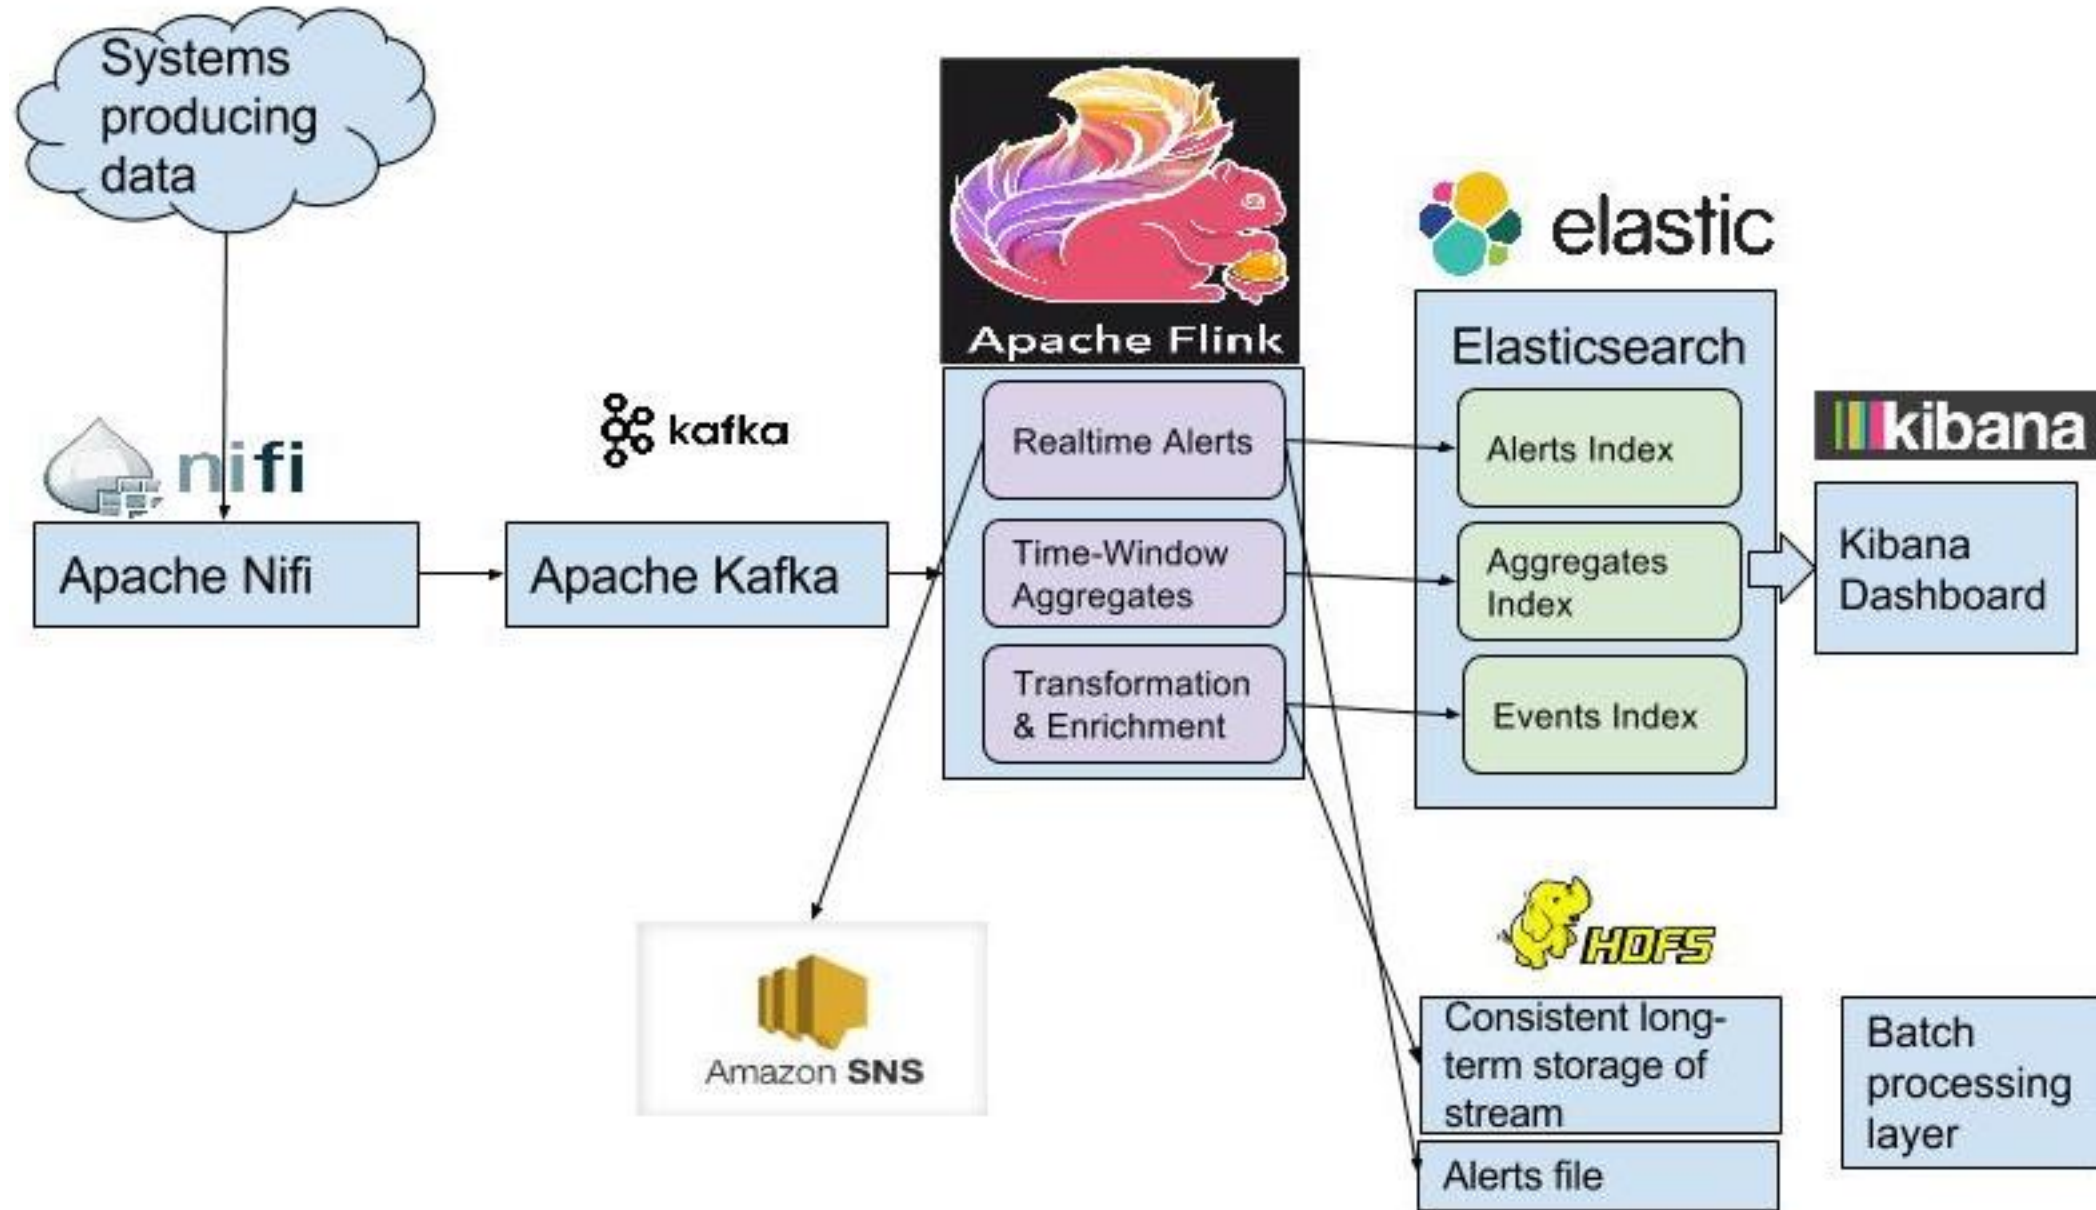 Systems
producing
data
nifi
Apache Nifi
kafka
Apache Kafka
Apache Flink
Realtime Alerts
Time-Window
Aggregates
Transformation
& Enrichment
Amazon SNS
elastic
Elasticsearch
Alerts Index
Aggregates
Index
Events Index
kibana
Kibana
Dashboard
HDFS
Consistent long-
term storage of
stream
Alerts file
Batch
processing
layer